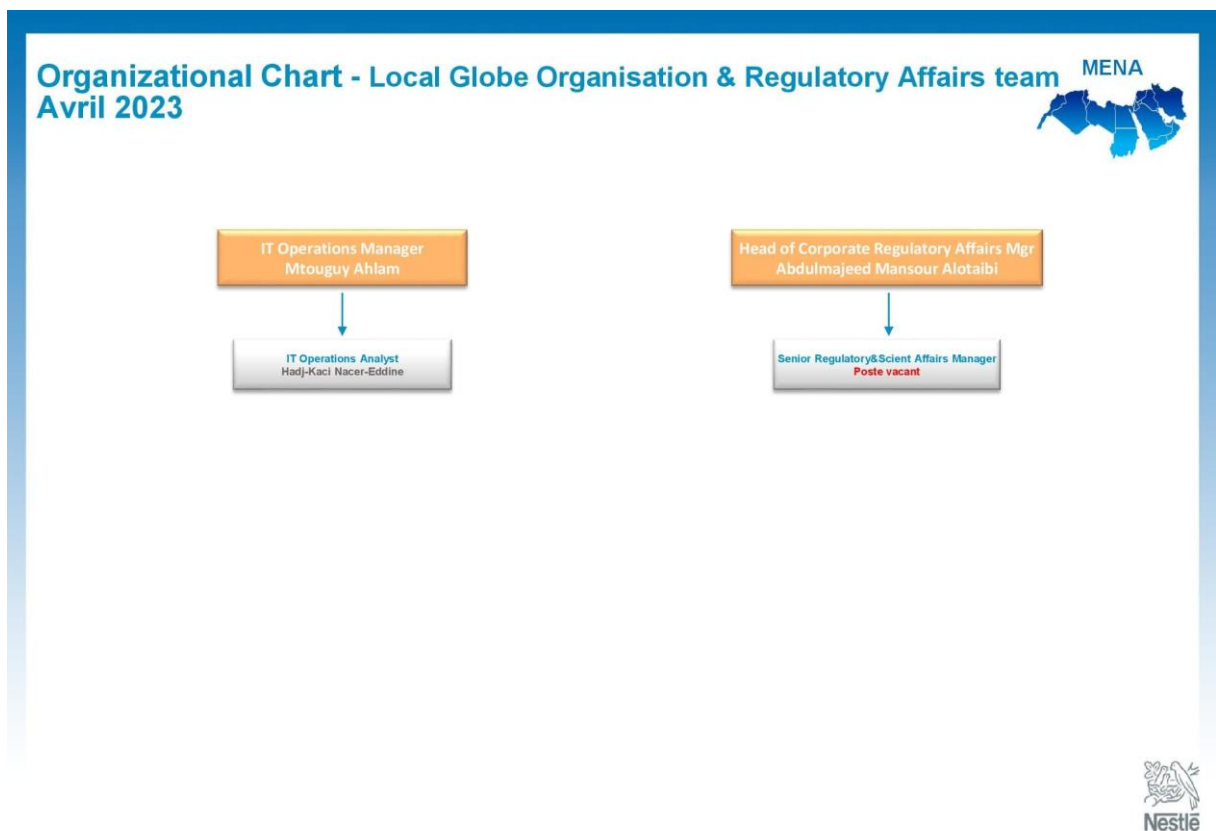 Organizational Chart - Local Globe Organisation & Regulatory Affairs team
Avril 2023
MENA
IT Operations Manager
Mtouguy Ahlam
Head of Corporate Regulatory Affairs Mgr
Abdulmajeed Mansour Alotaibi
IT Operations Analyst
Hadj-Kaci Nacer-Eddine
Senior Regulatory&Scient Affairs Manager
Poste vacant
Nestlé